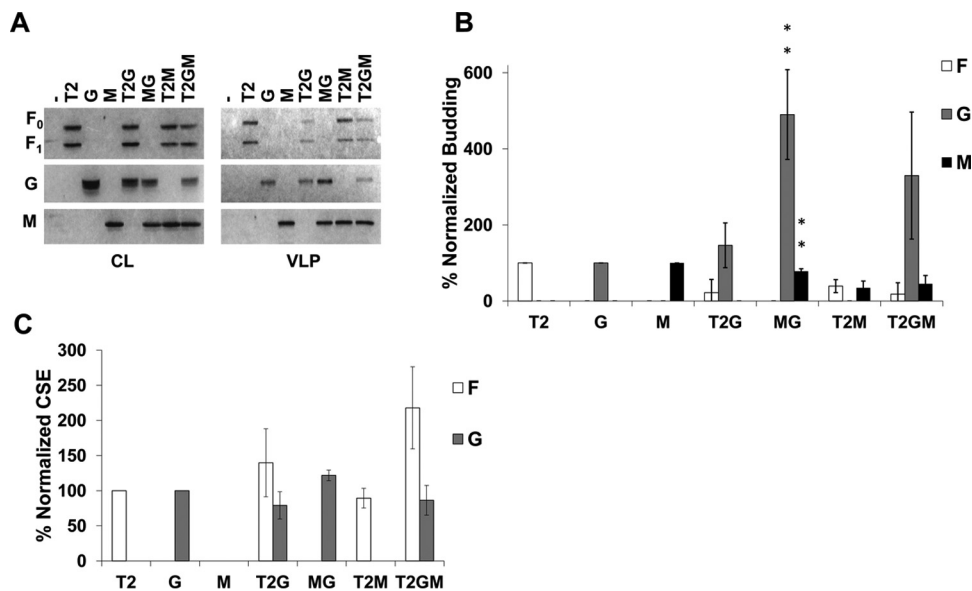 A
- T2 G M T2G MG T2M T2GM
- T2 G M T2G MG T2M T2GM
F0
F1
G
M
CL VLP
B
% Normalized Budding
600
400
200
0
* *
* *
T2 G M T2G MG T2M T2GM
F
G
M
C
% Normalized CSE
300
250
200
150
100
50
0
T2 G M T2G MG T2M T2GM
F
G